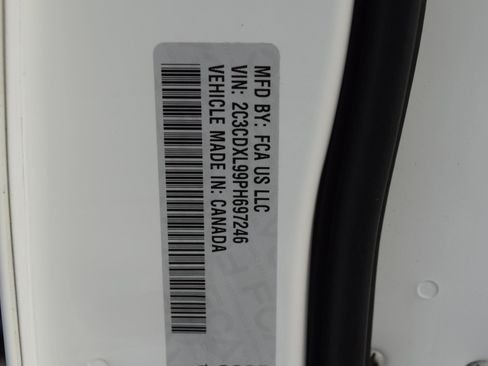 MFD BY: FCA US LLC
VIN: 2C3CDXL99PH697246
VEHICLE MADE IN: CANADA